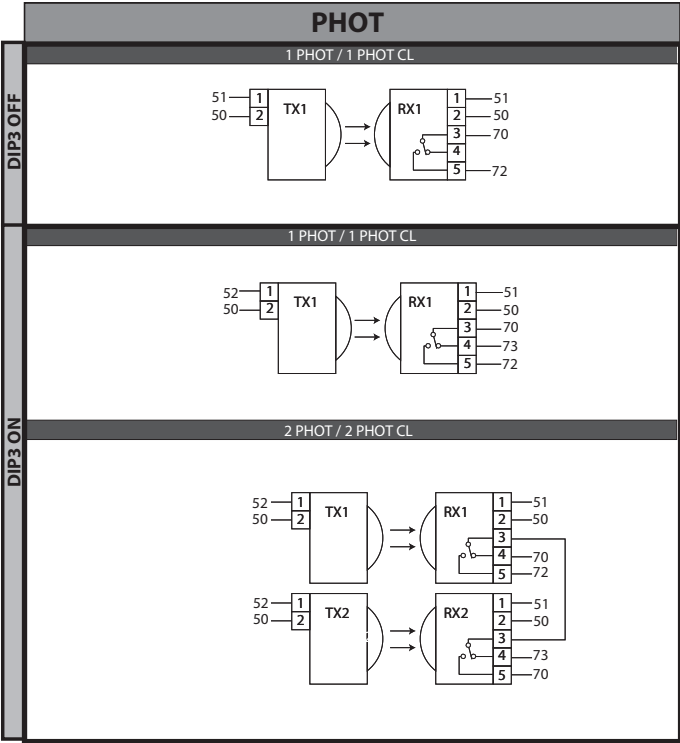 PHOT
DIP3 OFF
1 PHOT / 1 PHOT CL
51 1 TX1 RX1 1 51
50 2 2 50
3 70
4
5 72
DIP3 ON
1 PHOT / 1 PHOT CL
52 1 TX1 RX1 1 51
50 2 2 50
3 70
4 73
5 72
2 PHOT / 2 PHOT CL
52 1 TX1 RX1 1 51
50 2 2 50
3
4 70
5 72
52 1 TX2 RX2 1 51
50 2 2 50
3
4 73
5 70